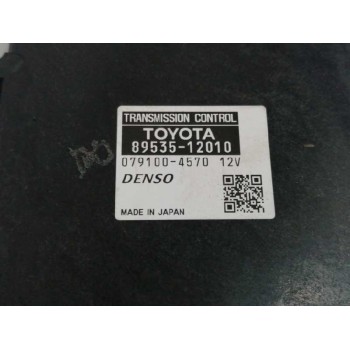 TRANSMISSION CONTROL
TOYOTA
89535-12010
079100-4570 12V
DENSO
MADE IN JAPAN